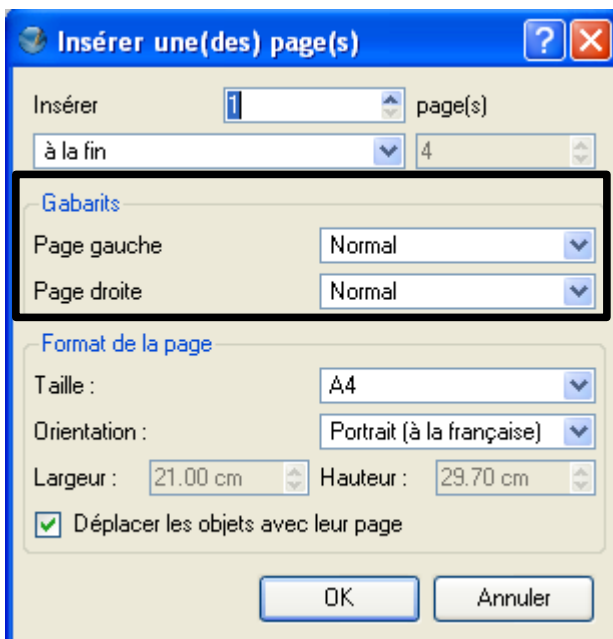 Insérer une(des) page(s)
Insérer 1 page(s)
à la fin 4
Gabarits
Page gauche Normal
Page droite Normal
Format de la page
Taille : A4
Orientation : Portrait (à la française)
Largeur : 21.00 cm Hauteur : 29.70 cm
Déplacer les objets avec leur page
OK Annuler